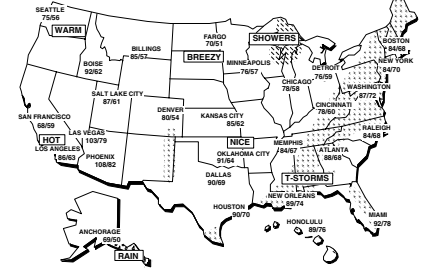 SEATTLE
75/56
WARM
FARGO
70/51
SHOWERS
BOSTON
84/68
BILLINGS
85/57
BREEZY
MINNEAPOLIS
76/57
DETROIT
76/59
NEW YORK
84/70
BOISE
92/62
CHICAGO
78/58
WASHINGTON
87/72
SALT LAKE CITY
87/61
DENVER
80/54
CINCINNATI
78/60
SAN FRANCISCO
68/59
KANSAS CITY
85/62
RALEIGH
84/68
LAS VEGAS
103/79
HOT
NICE
MEMPHIS
84/67
ATLANTA
88/68
LOS ANGELES
86/63
PHOENIX
108/82
OKLAHOMA CITY
91/64
DALLAS
90/69
T-STORMS
NEW ORLEANS
89/74
HOUSTON
90/70
MIAMI
92/78
HONOLULU
89/76
ANCHORAGE
69/50
RAIN